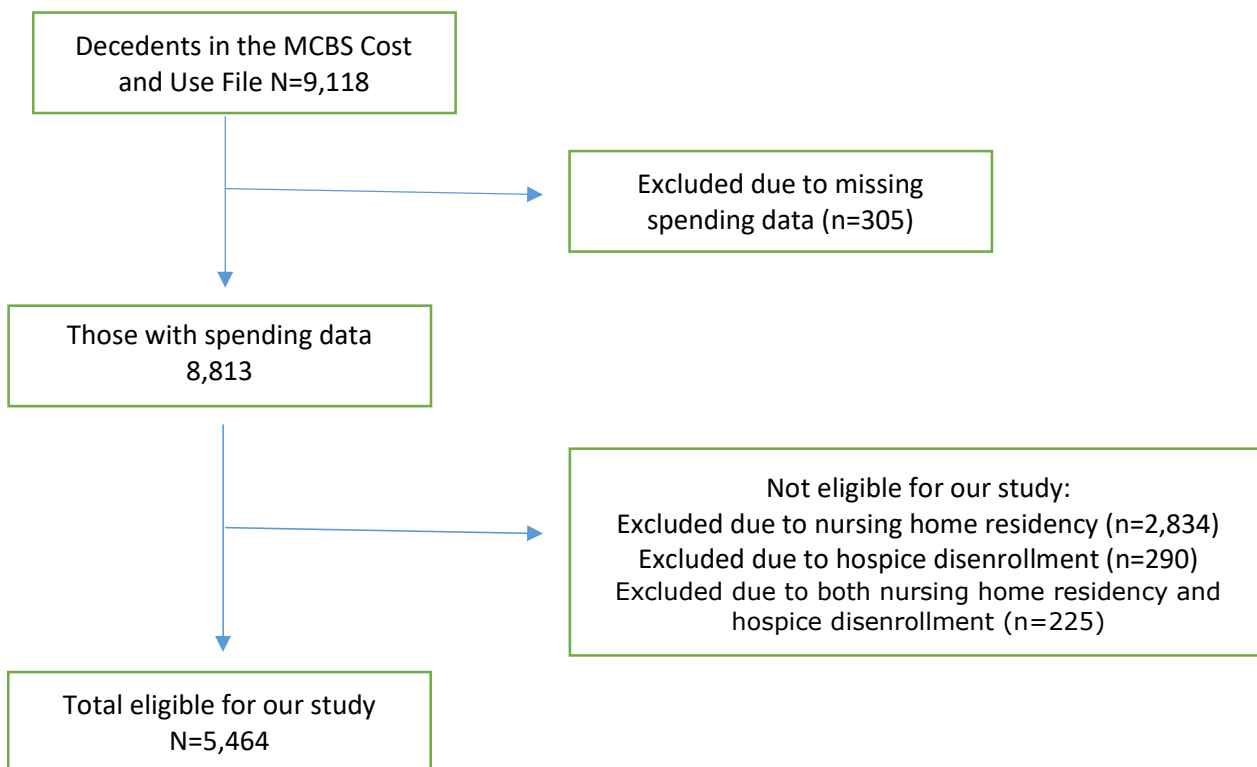 Decedents in the MCBS Cost
and Use File N=9,118
Excluded due to missing
spending data (n=305)
Those with spending data
8,813
Not eligible for our study:
Excluded due to nursing home residency (n=2,834)
Excluded due to hospice disenrollment (n=290)
Excluded due to both nursing home residency and
hospice disenrollment (n=225)
Total eligible for our study
N=5,464